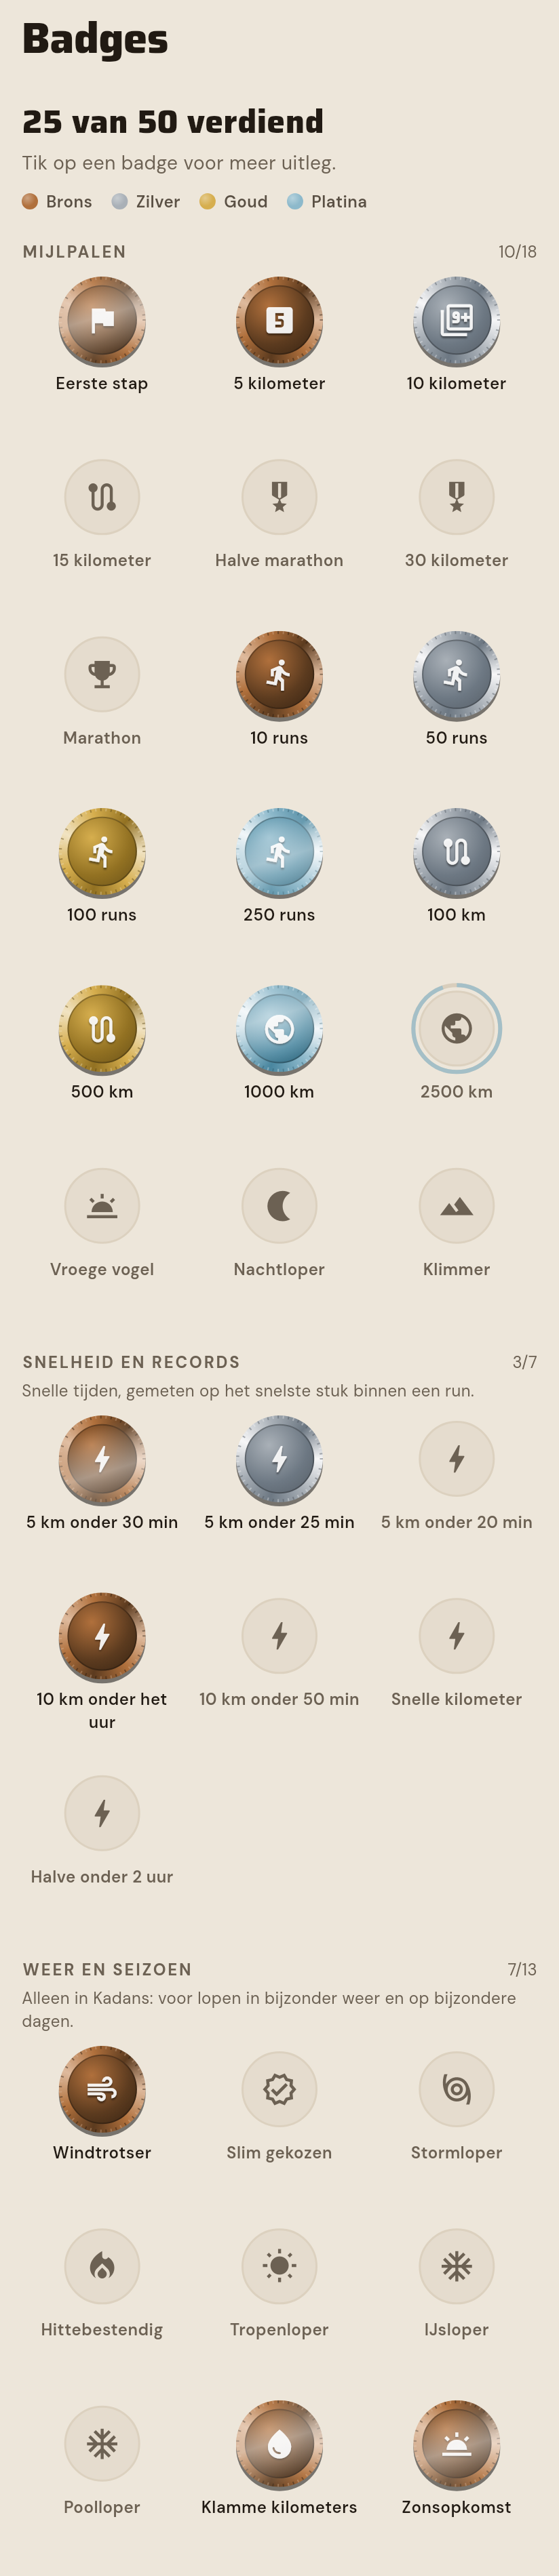 Badges
25 van 50 verdiend
Tik op een badge voor meer uitleg.
Brons Zilver Goud Platina
MIJLPALEN 10/18
5 9+
Eerste stap 5 kilometer 10 kilometer
15 kilometer Halve marathon 30 kilometer
Marathon 10 runs 50 runs
100 runs 250 runs 100 km
500 km 1000 km 2500 km
Vroege vogel Nachtloper Klimmer
SNELHEID EN RECORDS 3/7
Snelle tijden, gemeten op het snelste stuk binnen een run.
5 km onder 30 min 5 km onder 25 min 5 km onder 20 min
10 km onder het 10 km onder 50 min Snelle kilometer
uur
Halve onder 2 uur
WEER EN SEIZOEN 7/13
Alleen in Kadans: voor lopen in bijzonder weer en op bijzondere
dagen.
Windtrotser Slim gekozen Stormloper
Hittebestendig Tropenloper IJsloper
Poolloper Klamme kilometers Zonsopkomst